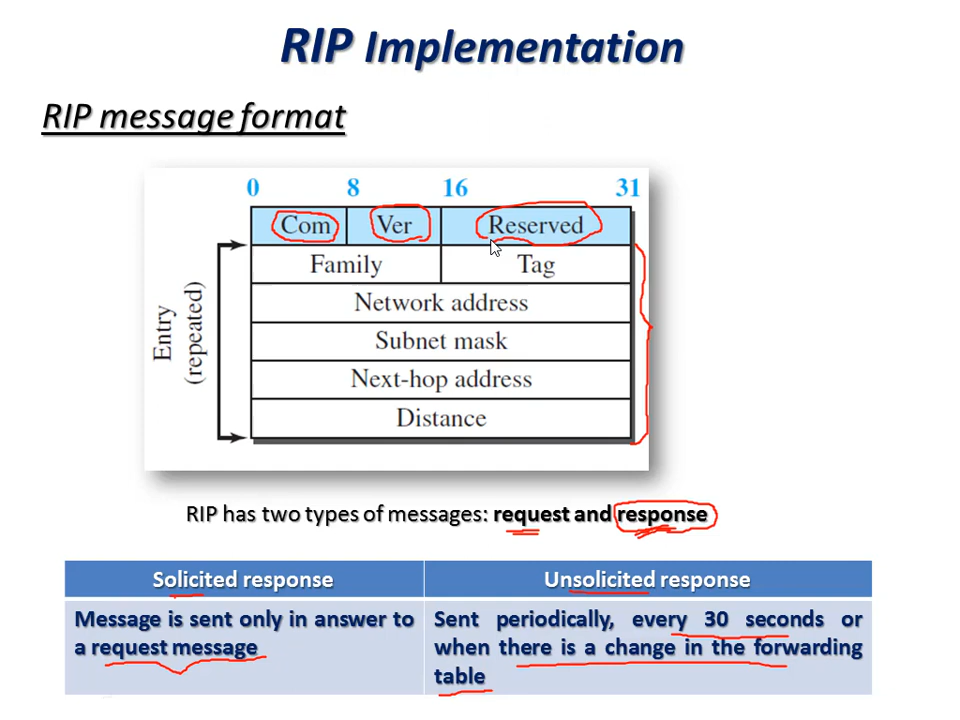 RIP Implementation
RIP message format
0 8 16 31
Com Ver Reserved
Family Tag
Network address
Subnet mask
Next-hop address
Distance
Entry
(repeated)
RIP has two types of messages: request and response
Solicited response Unsolicited response
Message is sent only in answer to
a request message
Sent periodically, every 30 seconds or
when there is a change in the forwarding
table